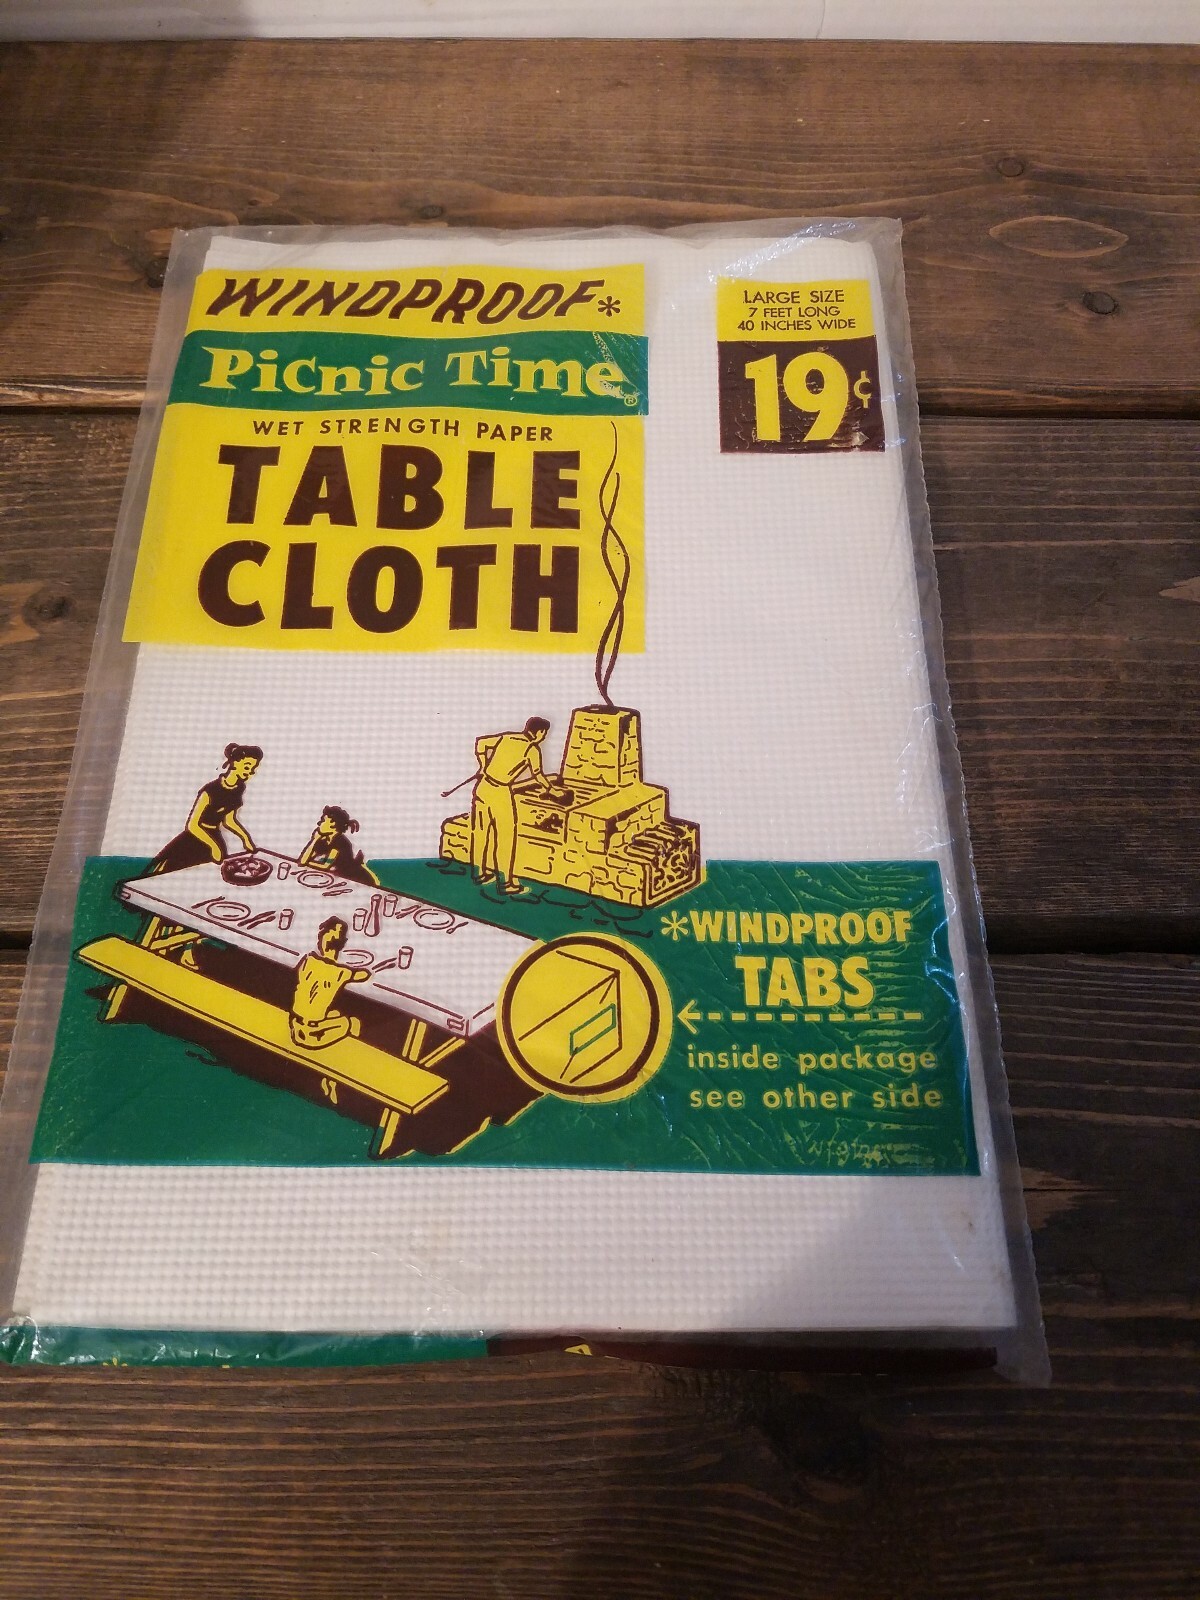 WINDPROOF*
Picnic Time®
WET STRENGTH PAPER
TABLE
CLOTH
LARGE SIZE
7 FEET LONG
40 INCHES WIDE
19¢
*WINDPROOF
TABS
inside package
see other side